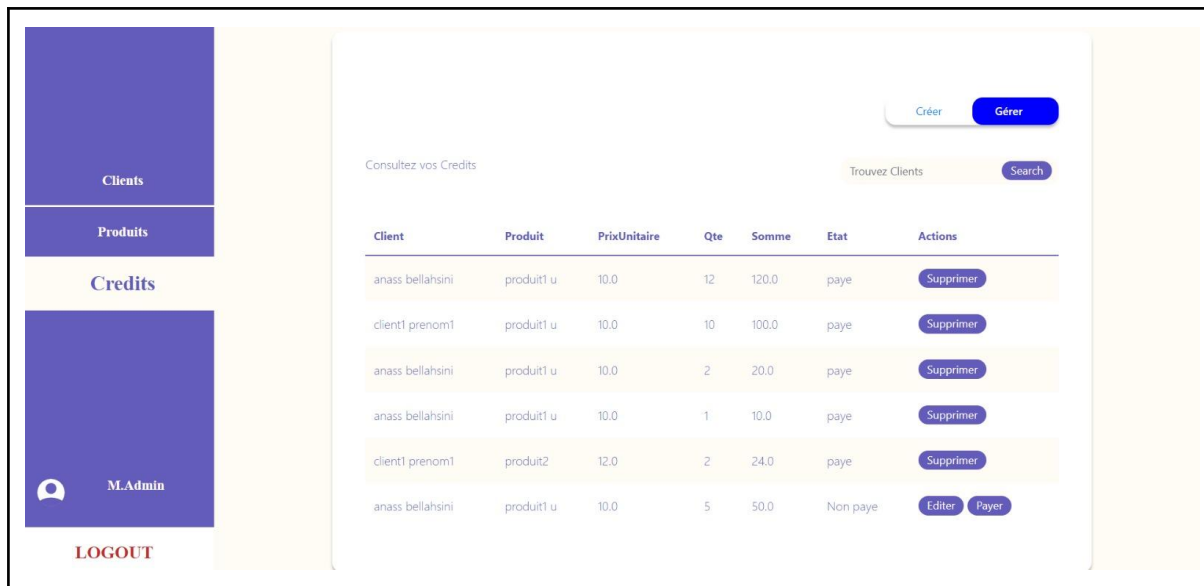 Clients
Produits
Credits
M.Admin
LOGOUT
Créer Gérer
Consultez vos Credits
Trouvez Clients Search
Client Produit PrixUnitaire Qte Somme Etat Actions
anass bellahsini produit1 u 10.0 12 120.0 paye Supprimer
client1 prenom1 produit1 u 10.0 10 100.0 paye Supprimer
anass bellahsini produit1 u 10.0 2 20.0 paye Supprimer
anass bellahsini produit1 u 10.0 1 10.0 paye Supprimer
client1 prenom1 produit2 12.0 2 24.0 paye Supprimer
anass bellahsini produit1 u 10.0 5 50.0 Non paye Editer Payer